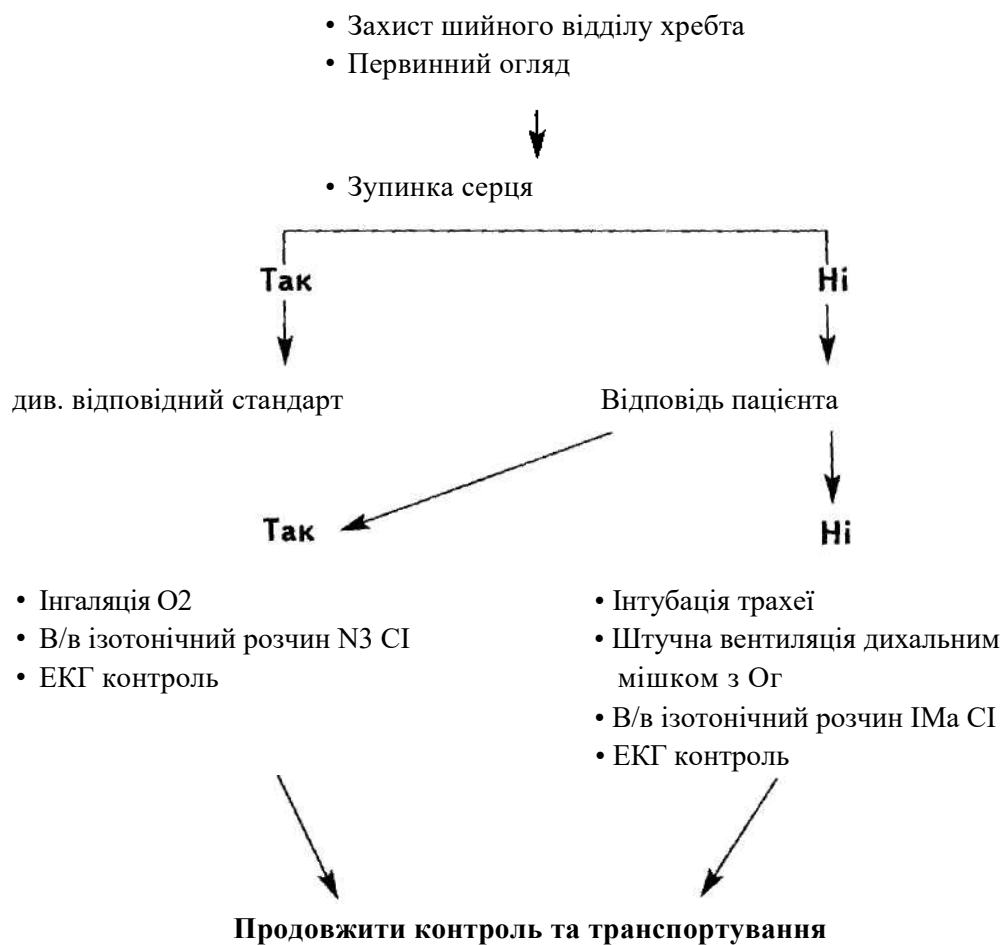 • Захист шийного відділу хребта
• Первинний огляд
• Зупинка серця
Так
Ні
див. відповідний стандарт
Відповідь пацієнта
Так
Ні
• Інгаляція О2
• В/в ізотонічний розчин N3 CI
• ЕКГ контроль
• Інтубація трахеї
• Штучна вентиляція дихальним
мішком з Ог
• В/в ізотонічний розчин ІМа СІ
• ЕКГ контроль
Продовжити контроль та транспортування